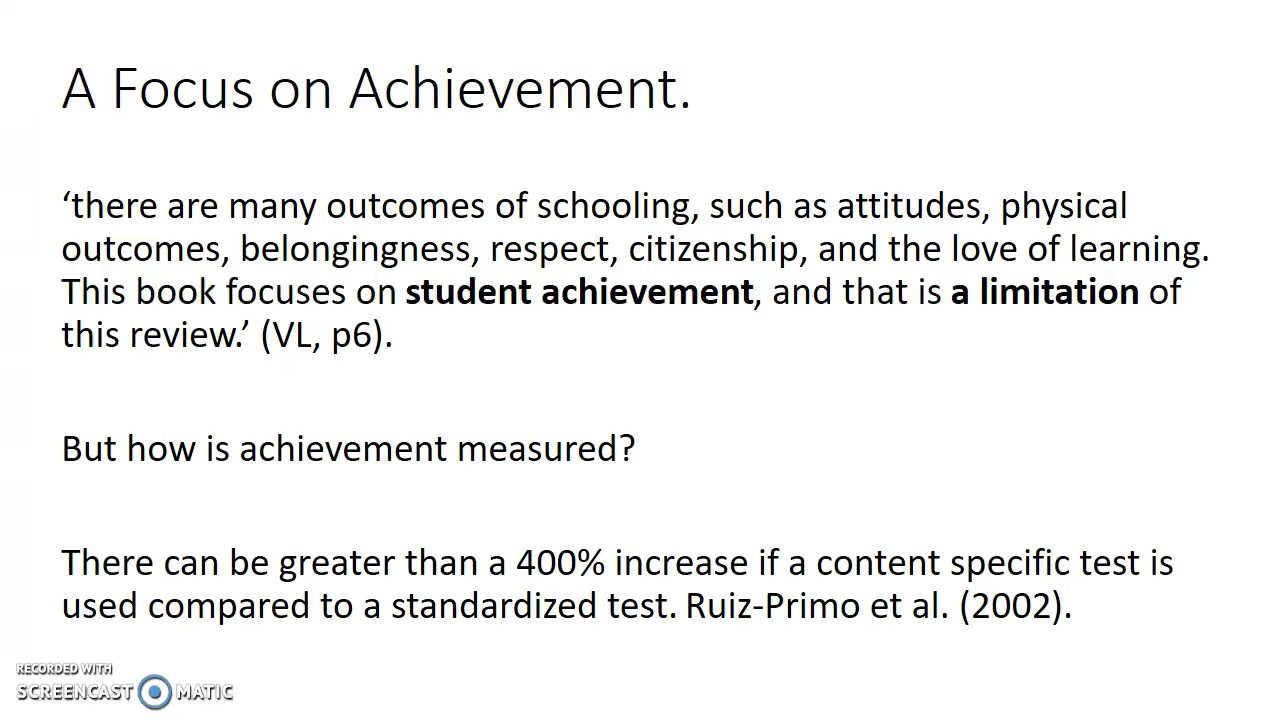 A Focus on Achievement.
‘there are many outcomes of schooling, such as attitudes, physical
outcomes, belongingness, respect, citizenship, and the love of learning.
This book focuses on student achievement, and that is a limitation of
this review.’ (VL, p6).
But how is achievement measured?
There can be greater than a 400% increase if a content specific test is
used compared to a standardized test. Ruiz-Primo et al. (2002).
RECORDED WITH
SCREENCAST MATIC